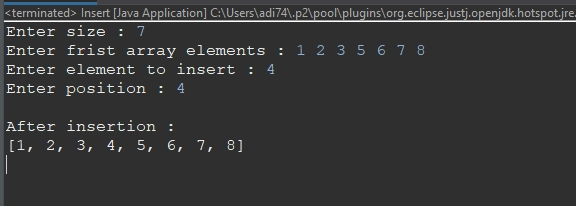 <terminated> Insert [Java Application] C:\Users\adi74\.p2\pool\plugins\org.eclipse.justj.openjdk.hotspot.jre.
Enter size : 7
Enter frist array elements : 1 2 3 5 6 7 8
Enter element to insert : 4
Enter position : 4
After insertion :
[1, 2, 3, 4, 5, 6, 7, 8]